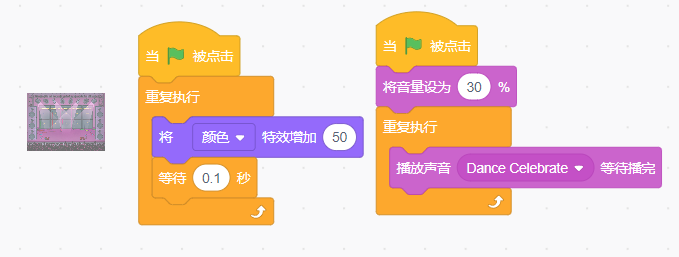 当 被点击
重复执行
将 颜色 特效增加 50
等待 0.1 秒
当 被点击
将音量设为 30 %
重复执行
播放声音 Dance Celebrate 等待播完